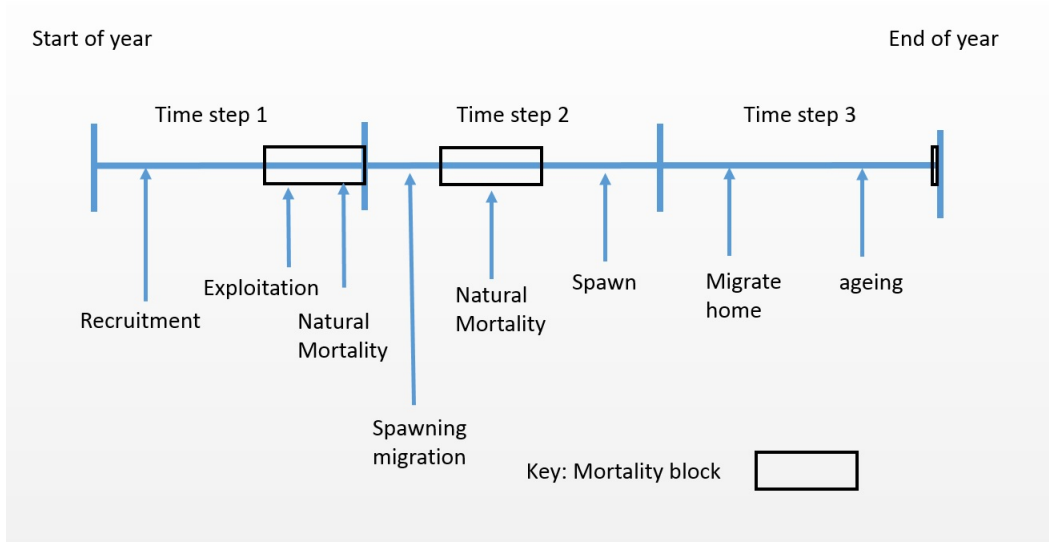 Start of year
End of year
Time step 1
Time step 2
Time step 3
Recruitment
Exploitation
Natural
Mortality
Spawning
migration
Natural
Mortality
Spawn
Migrate
home
ageing
Key: Mortality block